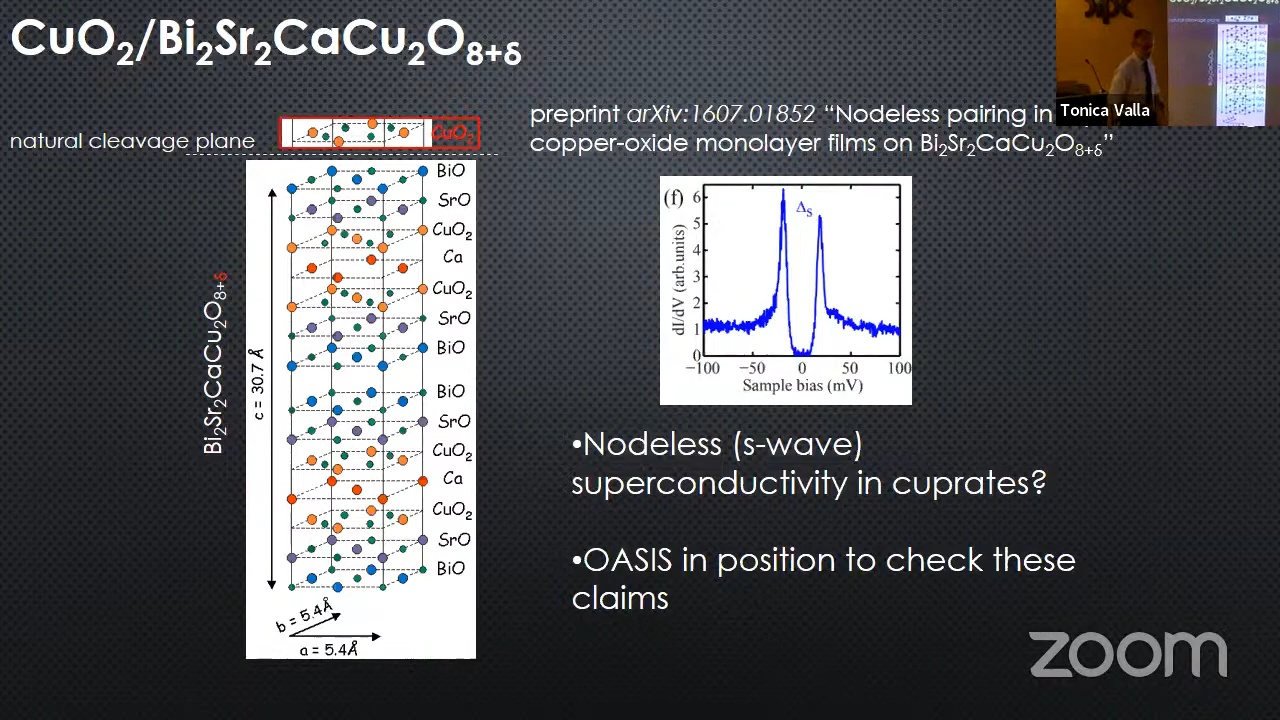 CuO₂/Bi₂Sr₂CaCu₂O₈₊δ
natural cleavage plane
CuO₂
BiO
SrO
CuO₂
Ca
CuO₂
SrO
BiO
BiO
SrO
CuO₂
Ca
CuO₂
SrO
BiO
Bi₂Sr₂CaCu₂O₈₊δ
c = 30.7 Å
b = 5.4Å
a = 5.4Å
preprint arXiv:1607.01852 “Nodeless pairing in
copper-oxide monolayer films on Bi₂Sr₂CaCu₂O₈₊δ”
Tonica Valla
(f)
Δs
dI/dV (arb.units)
6
5
4
3
2
1
0
−100 −50 0 50 100
Sample bias (mV)
•Nodeless (s-wave)
superconductivity in cuprates?
•OASIS in position to check these
claims
zoom